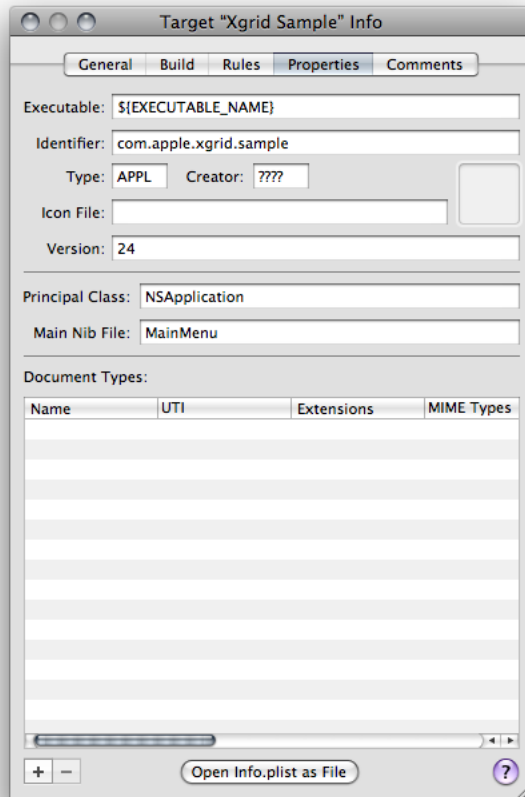 Target “Xgrid Sample” Info
General Build Rules Properties Comments
Executable: ${EXECUTABLE_NAME}
Identifier: com.apple.xgrid.sample
Type: APPL Creator: ????
Icon File:
Version: 24
Principal Class: NSApplication
Main Nib File: MainMenu
Document Types:
Name UTI Extensions MIME Types
+ − Open Info.plist as File ?